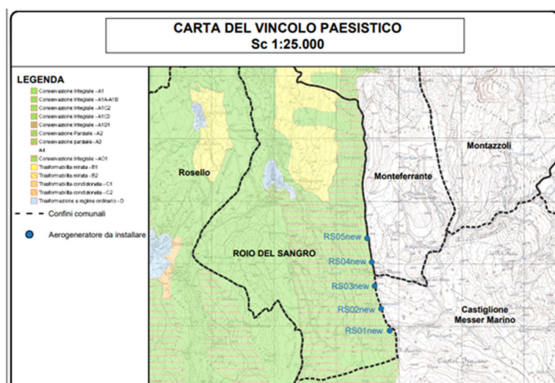 CARTA DEL VINCOLO PAESISTICO
Sc 1:25.000
LEGENDA
Conservazione Integrale - A1
Conservazione Integrale - A1A-A1B
Conservazione Integrale - A1C2
Conservazione Integrale - A1C3
Conservazione Integrale - A1D1
Conservazione Parziale - A2
Conservazione parziale - A3
A4
Conservazione Integrale - AO1
Trasformabilità mirata - B1
Trasformabilità mirata - B2
Trasformabilità condizionata - C1
Trasformabilità condizionata - C2
Trasformazione a regime ordinario - D
Confini comunali
Aerogeneratore da installare
Rosello
Monteferrante
Montazzoli
ROIO DEL SANGRO
RS05new
RS04new
RS03new
RS02new
RS01new
Castiglione
Messer Marino